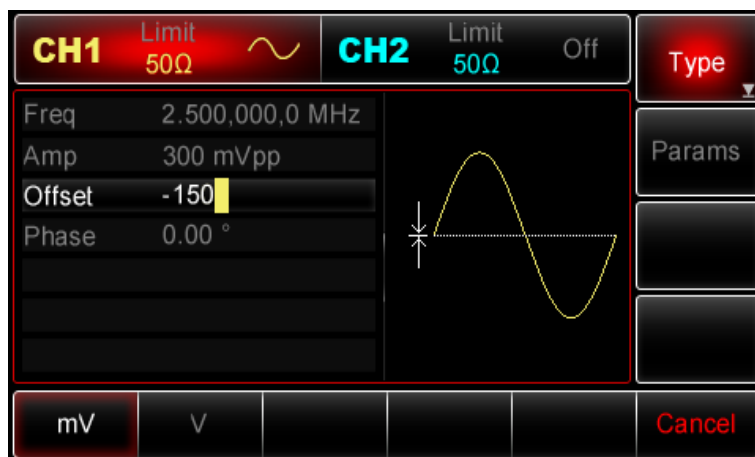 CH1 Limit 50Ω
CH2 Limit 50Ω Off
Type
Freq 2.500,000,0 MHz
Amp 300 mVpp
Offset -150
Phase 0.00 °
Params
mV V Cancel